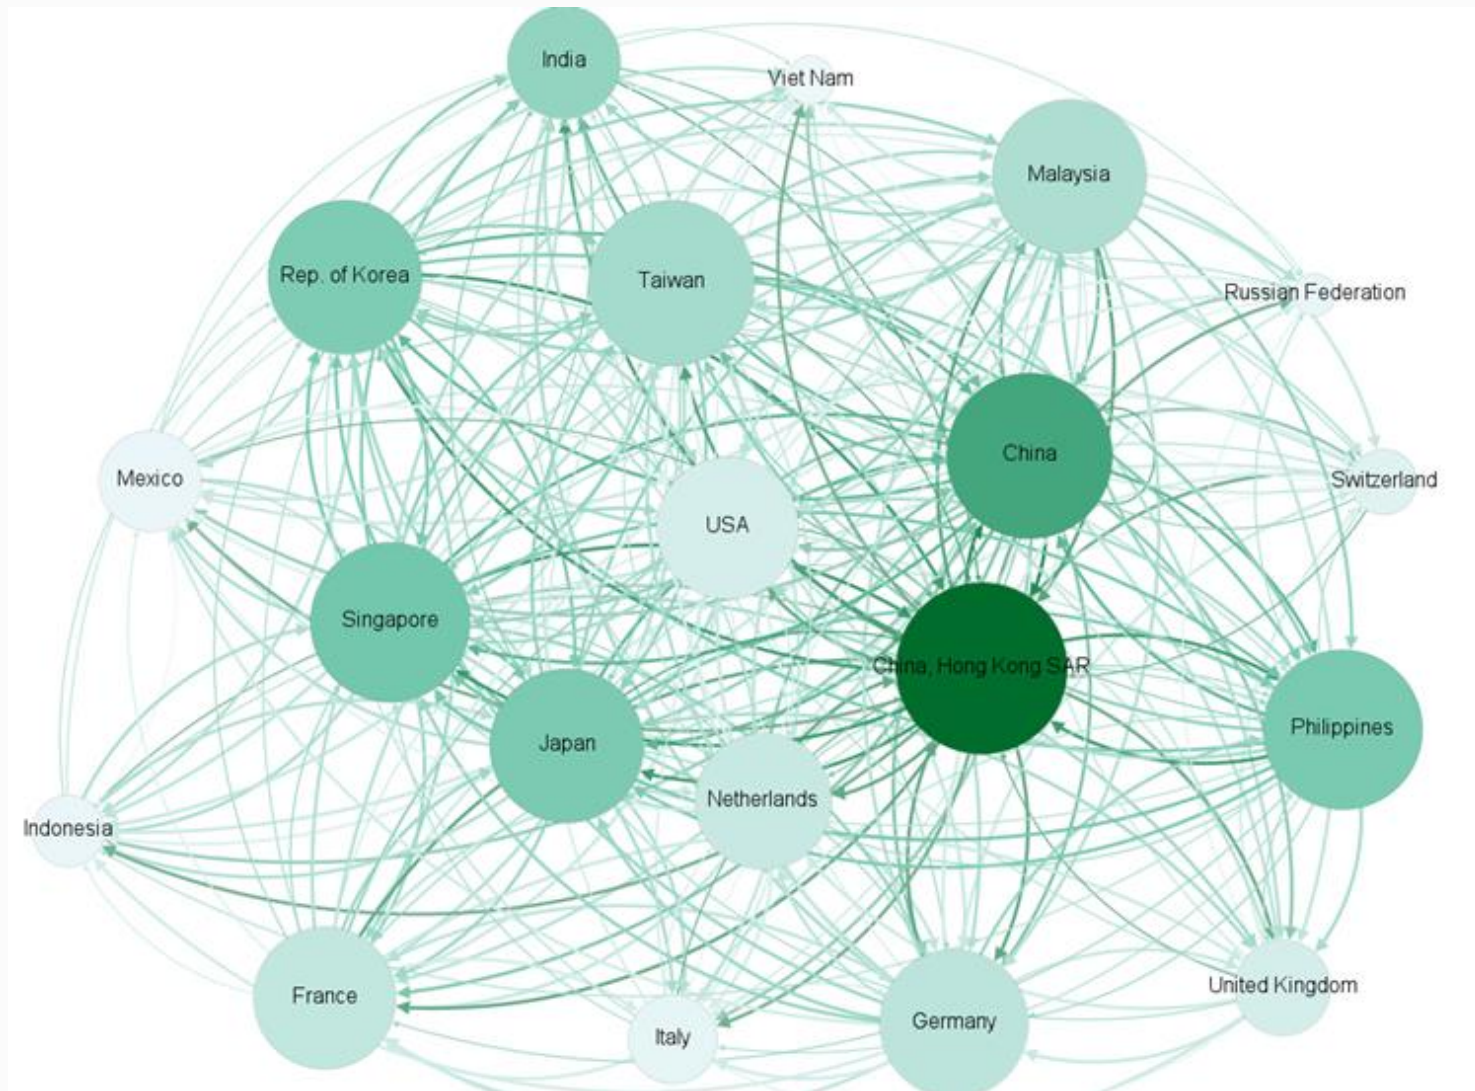 India
Viet Nam
Malaysia
Rep. of Korea
Taiwan
Russian Federation
China
Mexico
Switzerland
USA
Singapore
China, Hong Kong SAR
Philippines
Japan
Netherlands
Indonesia
United Kingdom
France
Germany
Italy